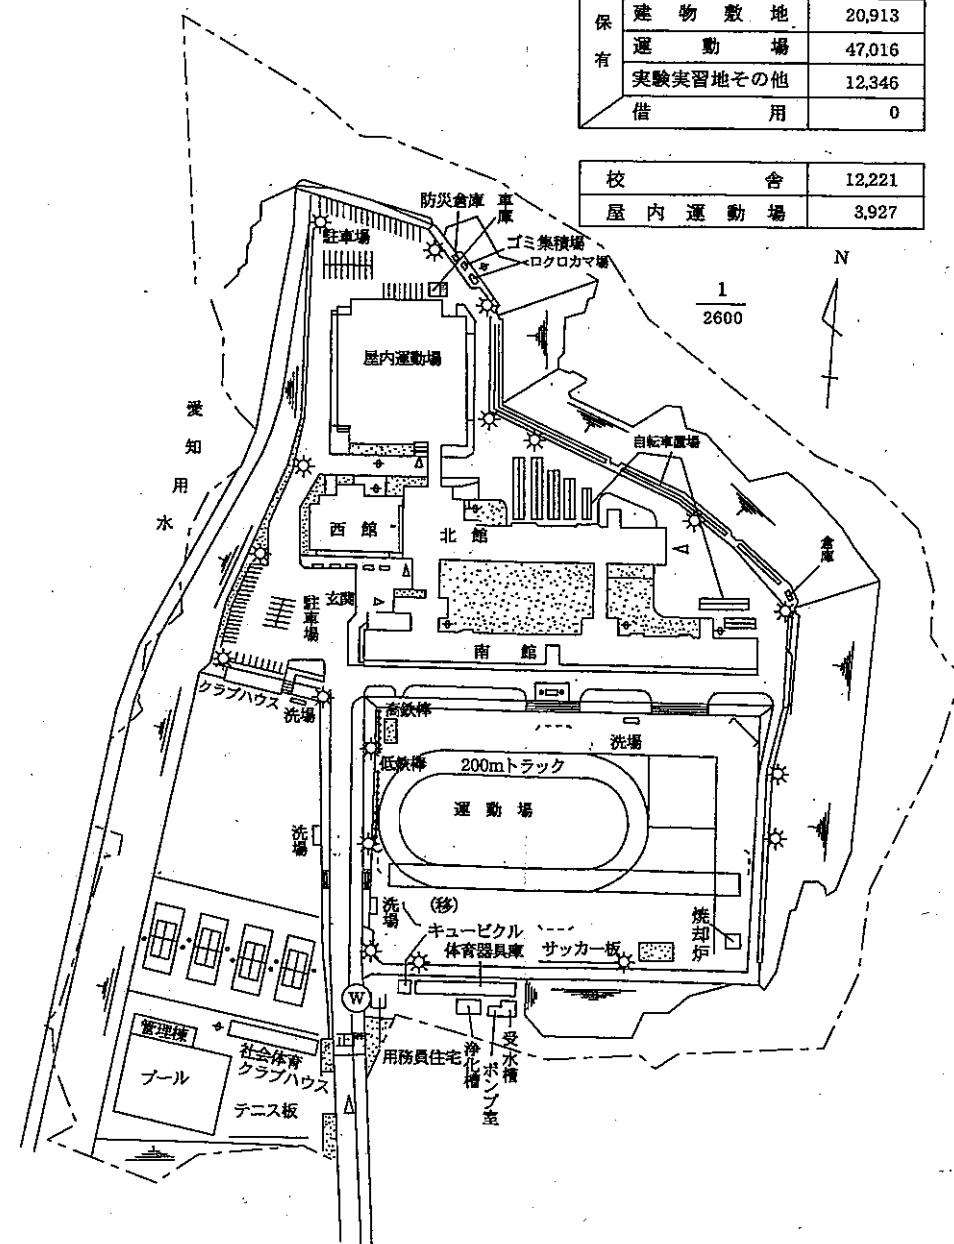 保有
建物敷地 20,913
運動場 47,016
実験実習地その他 12,346
借用 0
校舎 12,221
屋内運動場 3,927
N
1
2600
防災倉庫
車庫
ゴミ集積場
ロクロカマ場
駐車場
屋内運動場
愛知用水
自転車置場
西館
北館
倉庫
玄関
駐車場
南館
クラブハウス
洗場
高鉄棒
洗場
低鉄棒
200mトラック
運動場
洗場
洗場
(移)
キュービクル
体育器具庫
サッカー板
焼却炉
W
正門
管理棟
社会体育
クラブハウス
用務員住宅
浄化槽
ポンプ室
受水槽
プール
テニス板